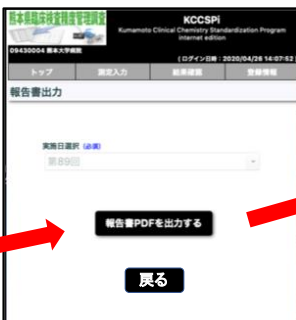 熊本県臨床検査精度管理調査
KCCSPi
Kumamoto Clinical Chemistry Standardization Program
internet edition
09430004 熊本大学病院
[ ログイン日時 : 2020/04/26 14:07:52 ]
トップ 測定入力 結果確認 登録情報
報告書出力
実施日選択 (必須)
第89回
報告書PDFを出力する
戻る